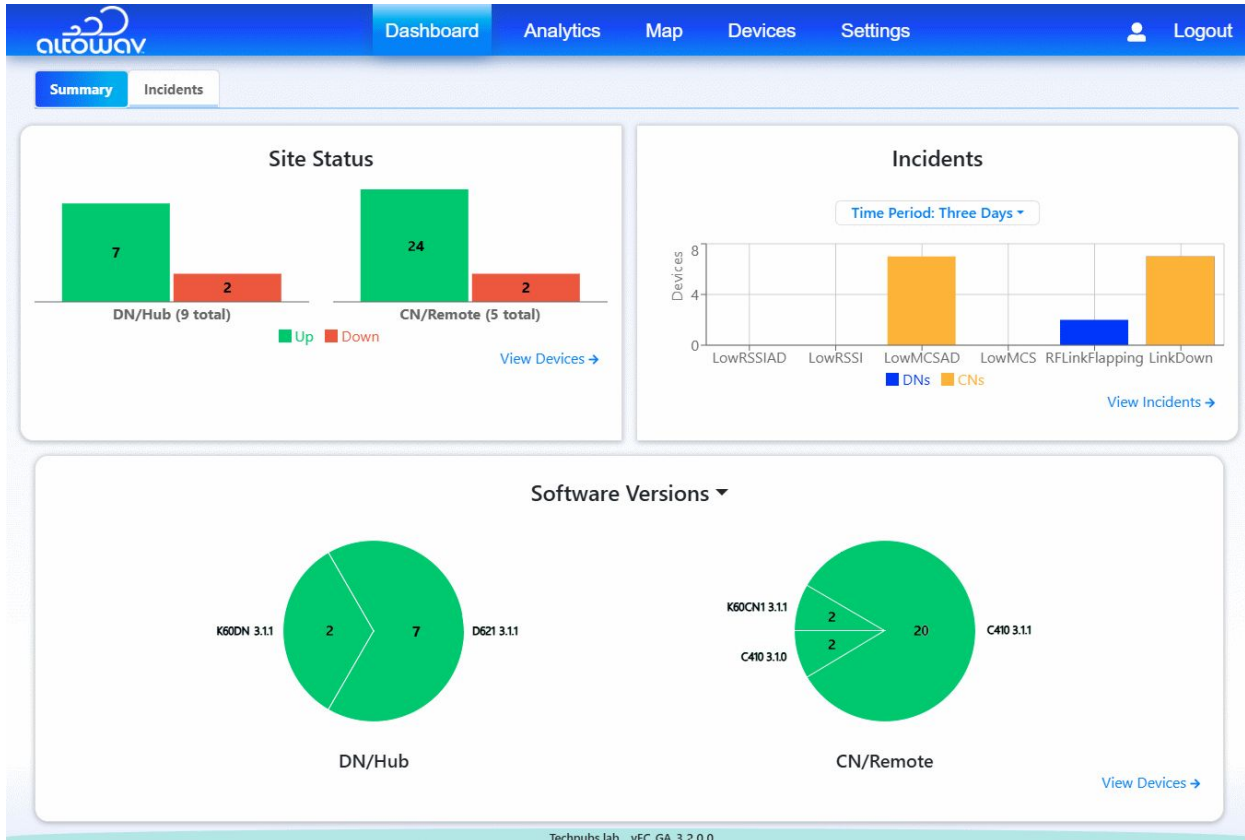 altowav
Dashboard Analytics Map Devices Settings Logout
Summary Incidents
Site Status
7
2
24
2
DN/Hub (9 total)
CN/Remote (5 total)
Up Down
View Devices →
Incidents
Time Period: Three Days
Devices
8
4
0
LowRSSIAD LowRSSI LowMCSAD LowMCS RFLinkFlapping LinkDown
DNs CNs
View Incidents →
Software Versions
K60DN 3.1.1
2
7
D621 3.1.1
DN/Hub
K60CN1 3.1.1
2
C410 3.1.0
2
20
C410 3.1.1
CN/Remote
View Devices →
Techpubs lab vEC_GA_3.2.0.0